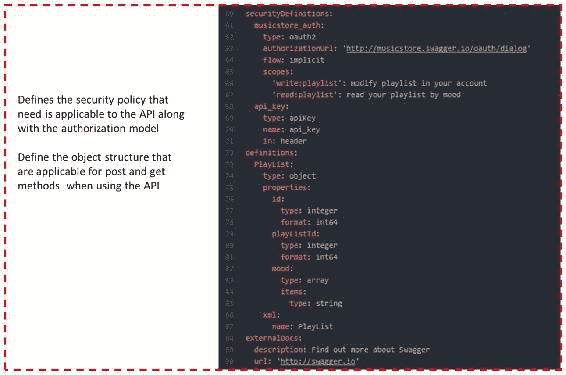 Defines the security policy that
need is applicable to the API along
with the authorization model
Define the object structure that
are applicable for post and get
methods when using the API
60 securityDefinitions:
61 musicstore_auth:
62 type: oauth2
63 authorizationUrl: 'http://musicstore.swagger.io/oauth/dialog'
64 flow: implicit
65 scopes:
66 'write:playlist': modify playlist in your account
67 'read:playlist': read your playlist by mood
68 api_key:
69 type: apiKey
70 name: api_key
71 in: header
72 definitions:
73 PlayList:
74 type: object
75 properties:
76 id:
77 type: integer
78 format: int64
79 playListId:
80 type: integer
81 format: int64
82 mood:
83 type: array
84 items:
85 type: string
86 xml:
87 name: PlayList
88 externalDocs:
89 description: Find out more about Swagger
90 url: 'http://swagger.io'